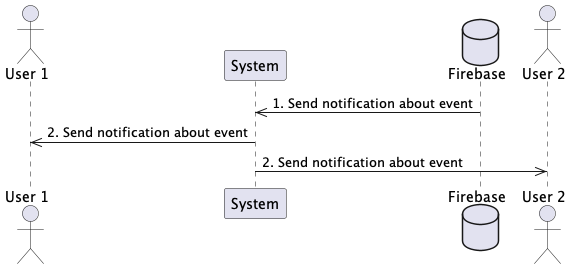 User 1
System
Firebase
User 2
1. Send notification about event
2. Send notification about event
2. Send notification about event
User 1
System
Firebase
User 2